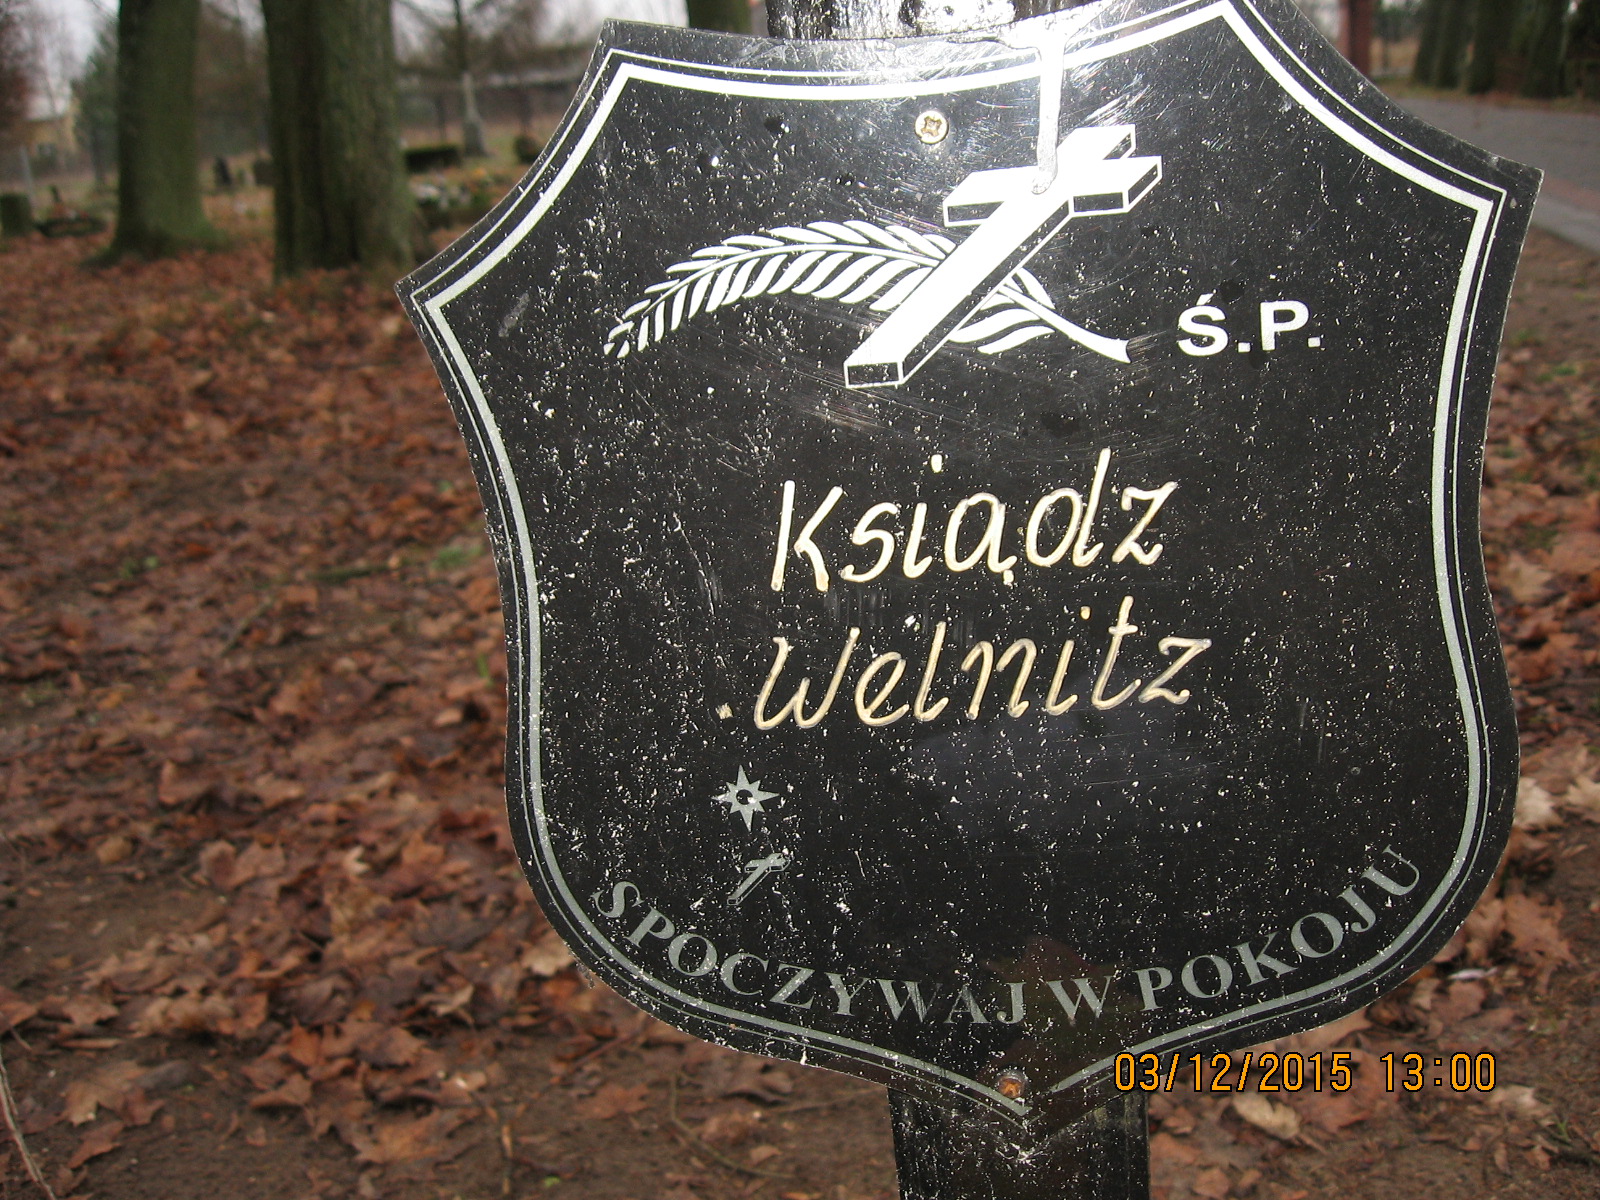 Ś.P.
Ksiądz
Welnitz
SPOCZYWAJ W POKOJU
03/12/2015 13:00